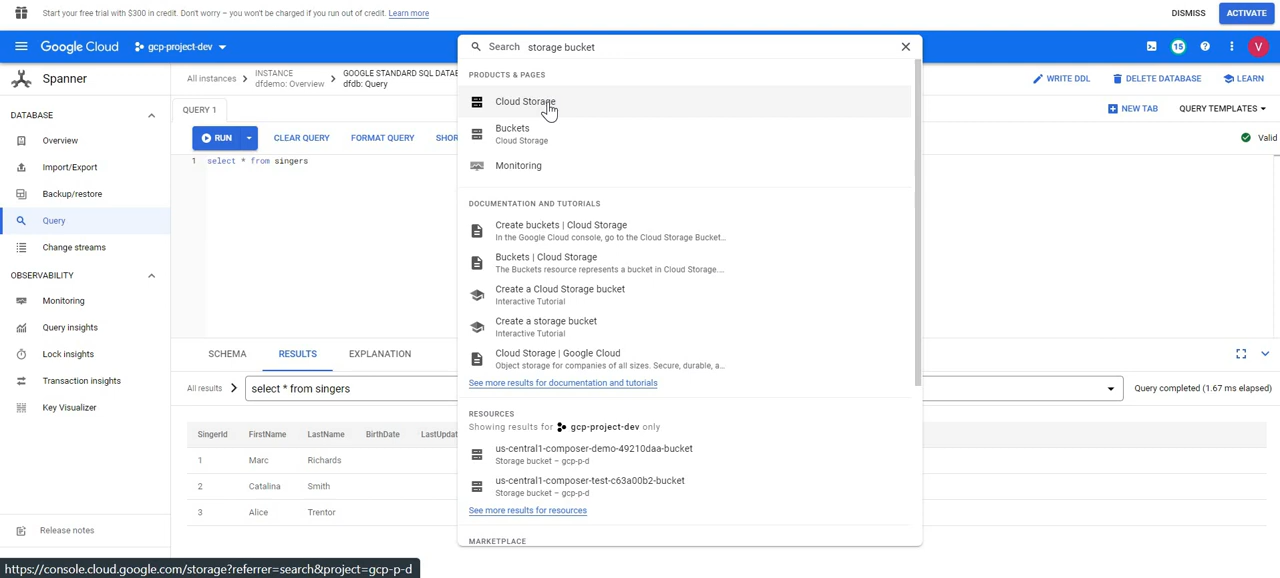 Start your free trial with $300 in credit. Don't worry – you won't be charged if you run out of credit. Learn more
DISMISS
ACTIVATE
Google Cloud
gcp-project-dev
Search storage bucket
15
V
Spanner
All instances
INSTANCE
dfdemo: Overview
GOOGLE STANDARD SQL DATAB
dfdb: Query
WRITE DDL
DELETE DATABASE
LEARN
DATABASE
Overview
Import/Export
Backup/restore
Query
Change streams
OBSERVABILITY
Monitoring
Query insights
Lock insights
Transaction insights
Key Visualizer
Release notes
QUERY 1
NEW TAB
QUERY TEMPLATES
RUN
CLEAR QUERY
FORMAT QUERY
SHOR
Valid
1 select * from singers
PRODUCTS & PAGES
Cloud Storage
Buckets
Cloud Storage
Monitoring
DOCUMENTATION AND TUTORIALS
Create buckets | Cloud Storage
In the Google Cloud console, go to the Cloud Storage Bucket...
Buckets | Cloud Storage
The Buckets resource represents a bucket in Cloud Storage....
Create a Cloud Storage bucket
Interactive Tutorial
Create a storage bucket
Interactive Tutorial
Cloud Storage | Google Cloud
Object storage for companies of all sizes. Secure, durable, a...
See more results for documentation and tutorials
RESOURCES
Showing results for gcp-project-dev only
us-central1-composer-demo-49210daa-bucket
Storage bucket – gcp-p-d
us-central1-composer-test-c63a00b2-bucket
Storage bucket – gcp-p-d
See more results for resources
MARKETPLACE
SCHEMA
RESULTS
EXPLANATION
All results
select * from singers
Query completed (1.67 ms elapsed)
SingerId FirstName LastName BirthDate LastUpdat
1 Marc Richards
2 Catalina Smith
3 Alice Trentor
https://console.cloud.google.com/storage?referrer=search&project=gcp-p-d